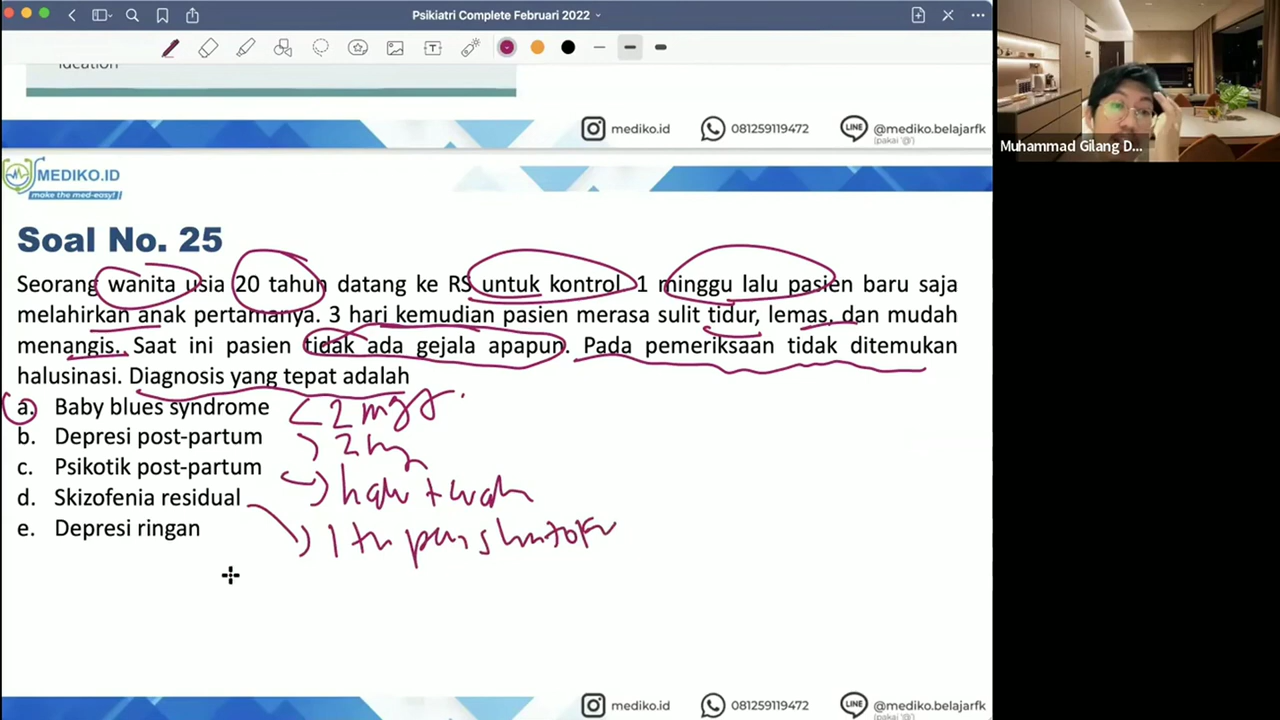 Psikiatri Complete Februari 2022
ideation
mediko.id
081259119472
@mediko.belajarfk
(pakai '@')
Muhammad Gilang D...
MEDIKO.ID
make the med-easy!
Soal No. 25
Seorang wanita usia 20 tahun datang ke RS untuk kontrol 1 minggu lalu pasien baru saja
melahirkan anak pertamanya. 3 hari kemudian pasien merasa sulit tidur, lemas, dan mudah
menangis. Saat ini pasien tidak ada gejala apapun. Pada pemeriksaan tidak ditemukan
halusinasi. Diagnosis yang tepat adalah
a. Baby blues syndrome < 2 mgg
b. Depresi post-partum > 2 mg
c. Psikotik post-partum
d. Skizofenia residual
e. Depresi ringan
1 th
mediko.id
081259119472
@mediko.belajarfk
(pakai '@')